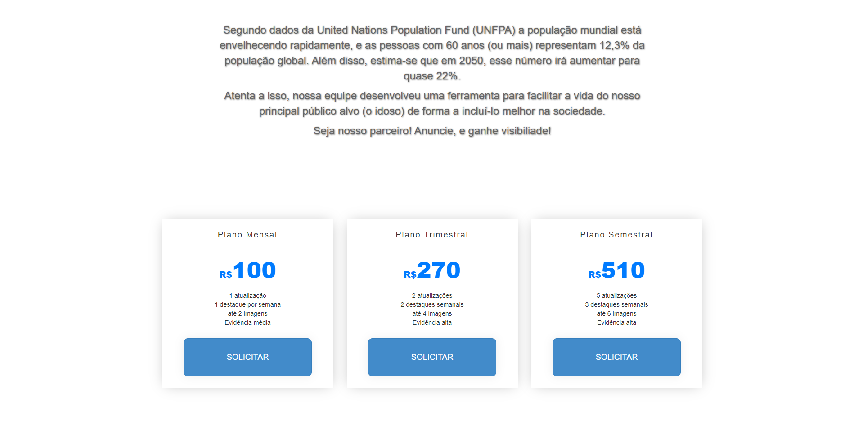 Segundo dados da United Nations Population Fund (UNFPA) a população mundial está
envelhecendo rapidamente, e as pessoas com 60 anos (ou mais) representam 12,3% da
população global. Além disso, estima-se que em 2050, esse número irá aumentar para
quase 22%.
Atenta a isso, nossa equipe desenvolveu uma ferramenta para facilitar a vida do nosso
principal público alvo (o idoso) de forma a incluí-lo melhor na sociedade.
Seja nosso parceiro! Anuncie, e ganhe visibiliade!
Plano Mensal
R$100
1 atualização
1 destaque por semana
até 2 imagens
Evidência média
SOLICITAR
Plano Trimestral
R$270
2 atualizações
2 destaques semanais
até 4 imagens
Evidência alta
SOLICITAR
Plano Semestral
R$510
5 atualizações
3 destaques semanais
até 6 imagens
Evidência alta
SOLICITAR